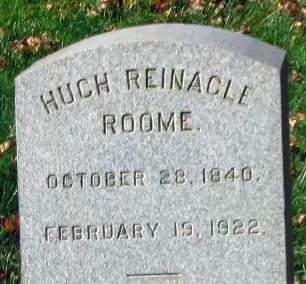 HUGH REINAGLE
ROOME.
OCTOBER 28, 1840.
FEBRUARY 19, 1922.